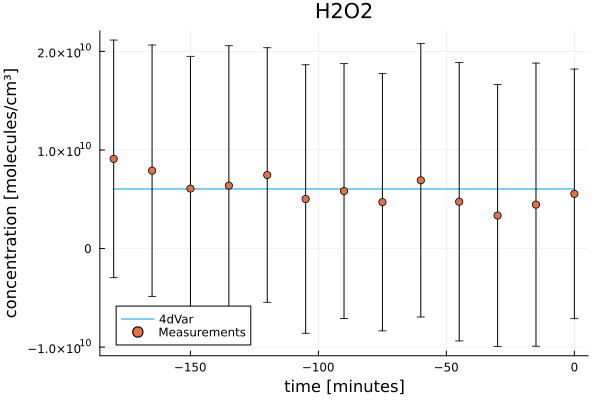 H2O2
concentration [molecules/cm³]
2.0×10¹⁰
1.0×10¹⁰
0
−1.0×10¹⁰
4dVar
Measurements
−150
−100
−50
0
time [minutes]